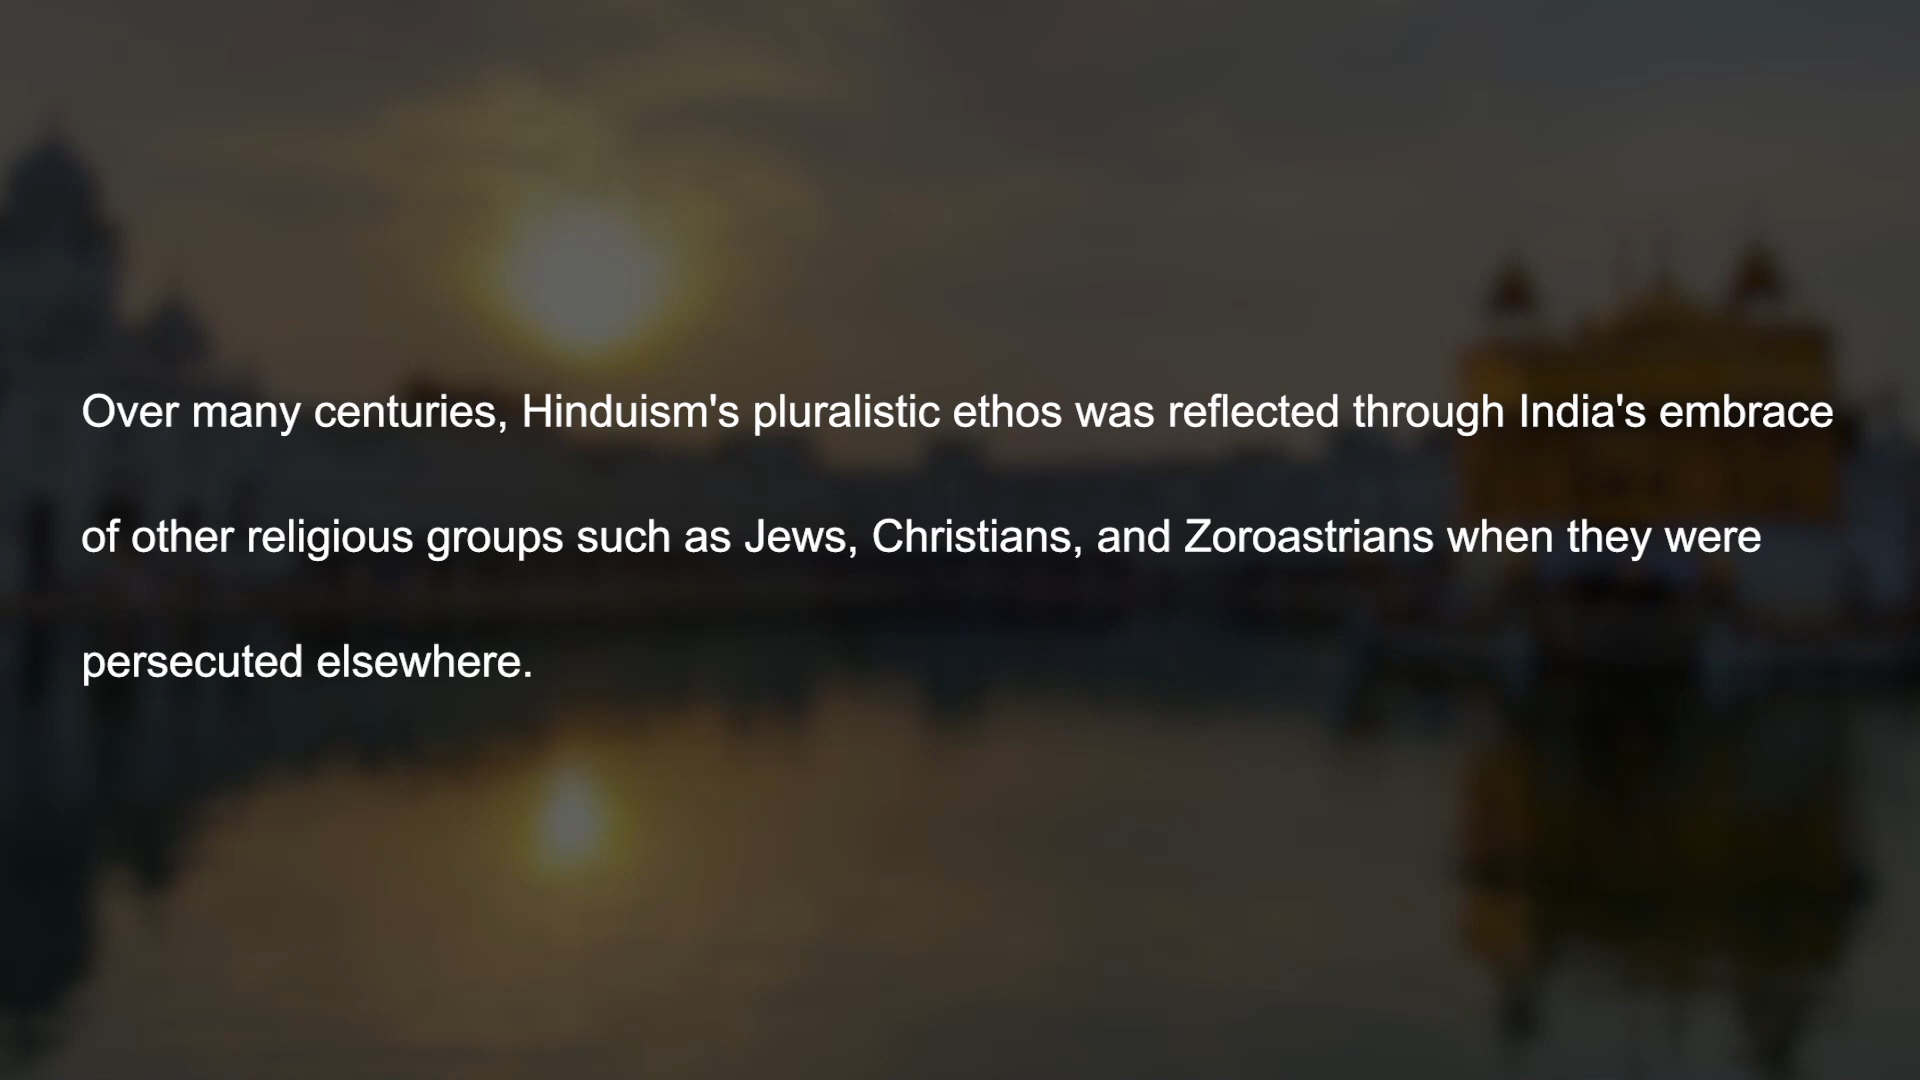 Over many centuries, Hinduism's pluralistic ethos was reflected through India's embrace
of other religious groups such as Jews, Christians, and Zoroastrians when they were
persecuted elsewhere.